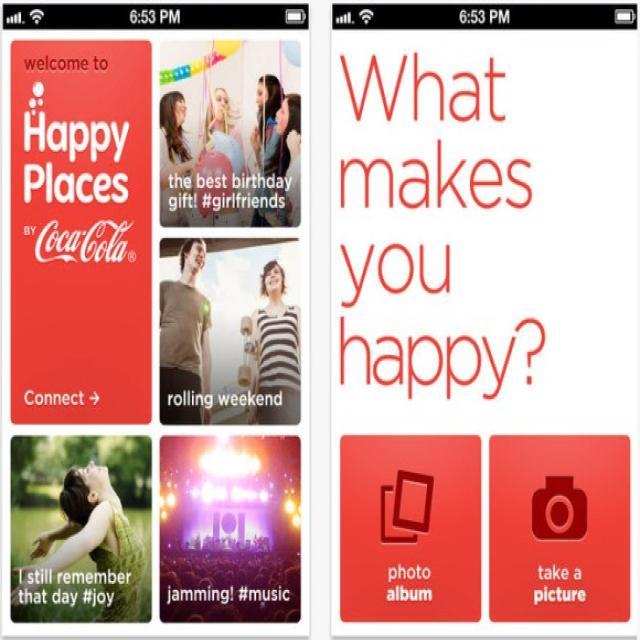 6:53 PM
welcome to
Happy
Places
BY Coca-Cola®
Connect →
the best birthday
gift! #girlfriends
rolling weekend
I still remember
that day #joy
jamming! #music
6:53 PM
What
makes
you
happy?
photo
album
take a
picture